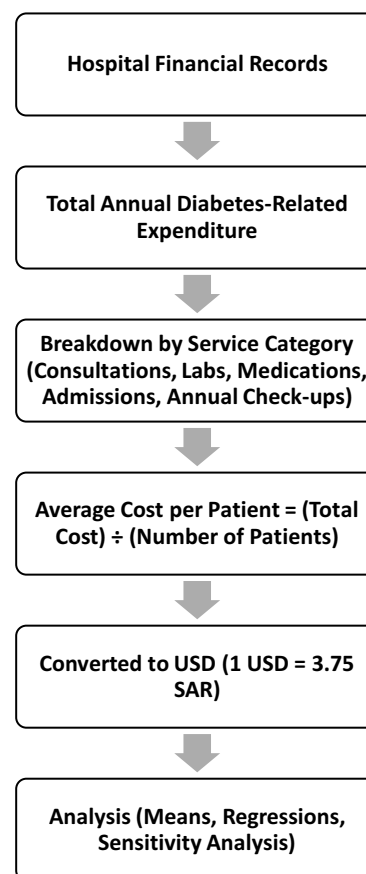 Hospital Financial Records
Total Annual Diabetes-Related
Expenditure
Breakdown by Service Category
(Consultations, Labs, Medications,
Admissions, Annual Check-ups)
Average Cost per Patient = (Total
Cost) ÷ (Number of Patients)
Converted to USD (1 USD = 3.75
SAR)
Analysis (Means, Regressions,
Sensitivity Analysis)